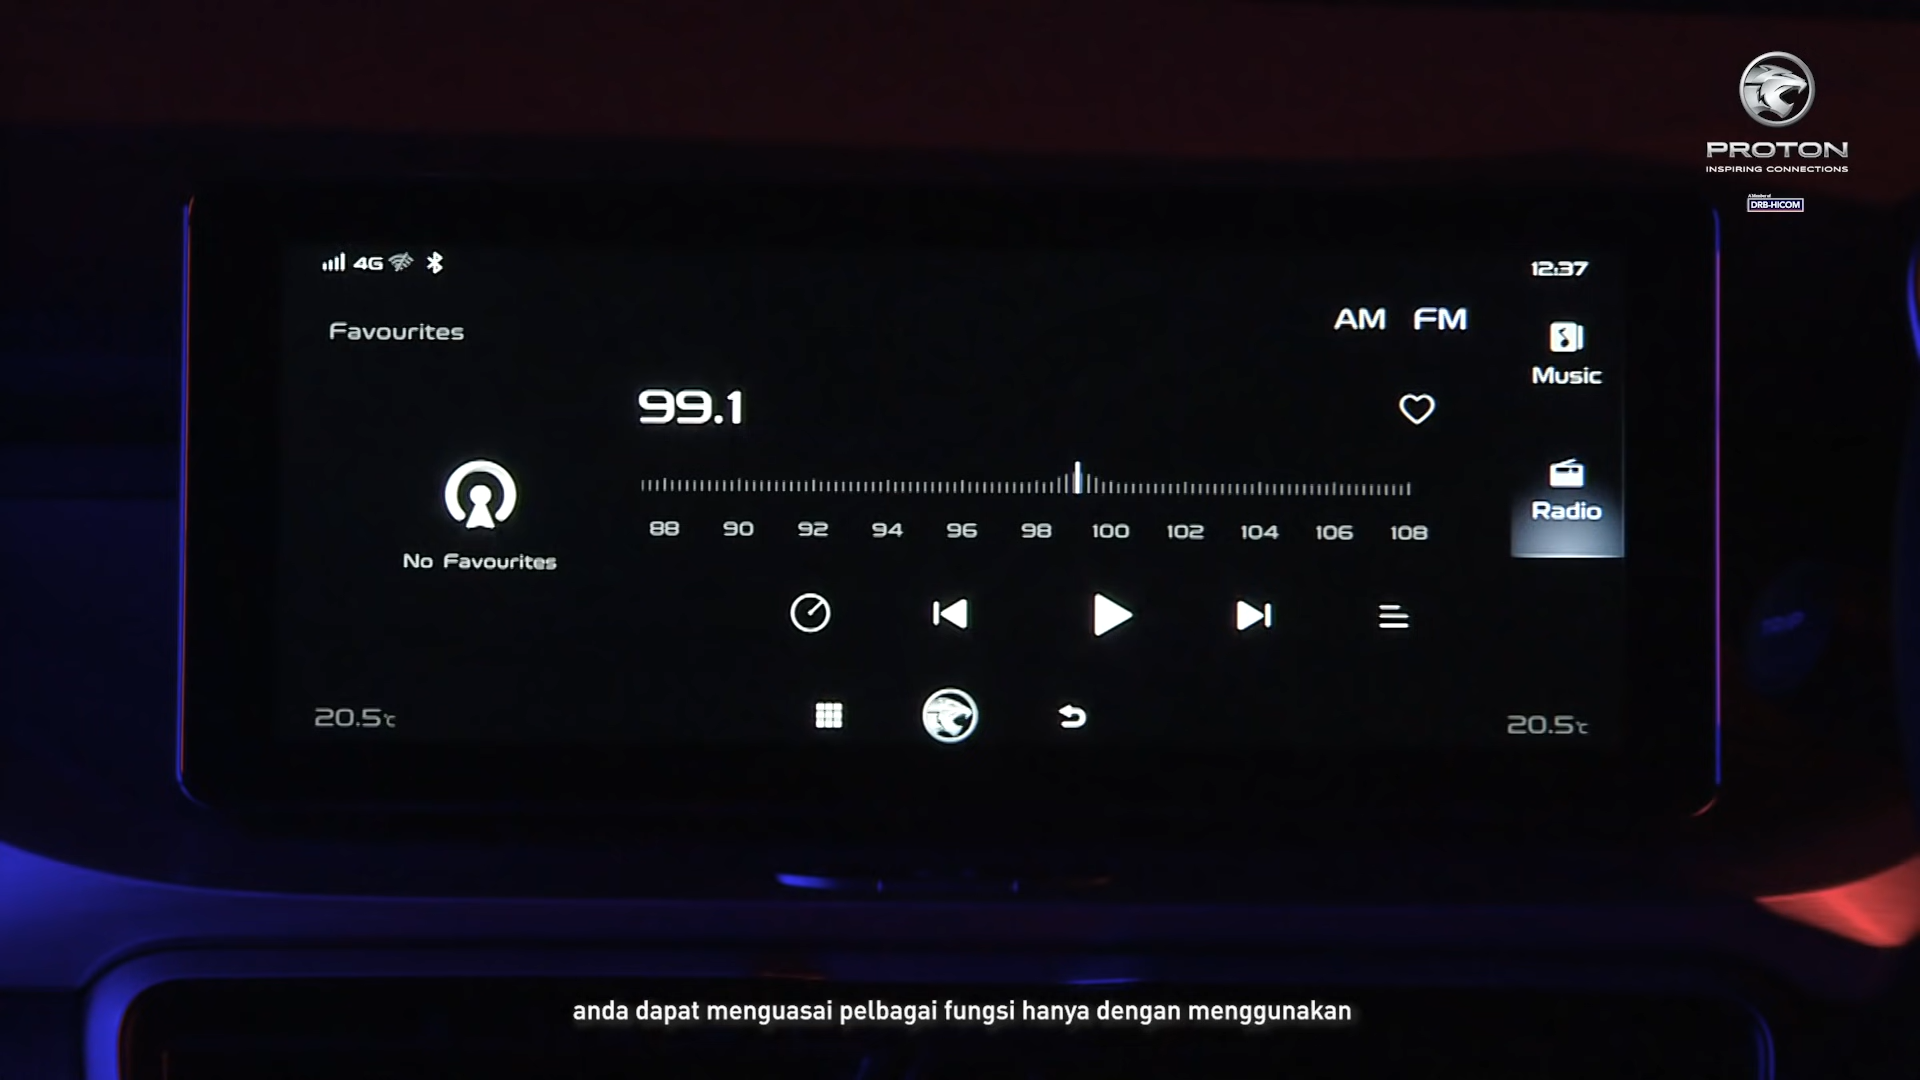 PROTON
INSPIRING CONNECTIONS
A Member of
DRB-HICOM
4G
12:37
Favourites
AM FM
Music
99.1
88 90 92 94 96 98 100 102 104 106 108
Radio
No Favourites
20.5℃
20.5℃
anda dapat menguasai pelbagai fungsi hanya dengan menggunakan